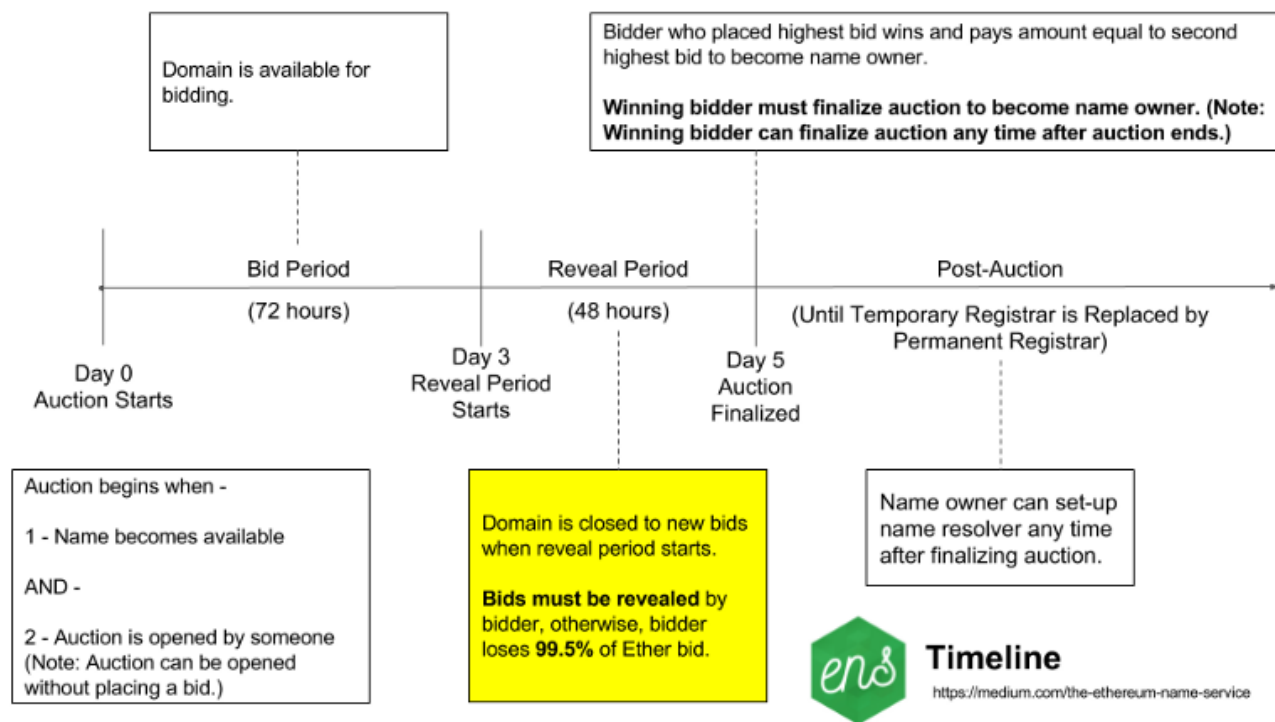 Domain is available for
bidding.
Bidder who placed highest bid wins and pays amount equal to second
highest bid to become name owner.
Winning bidder must finalize auction to become name owner. (Note:
Winning bidder can finalize auction any time after auction ends.)
Bid Period
(72 hours)
Reveal Period
(48 hours)
Post-Auction
(Until Temporary Registrar is Replaced by
Permanent Registrar)
Day 0
Auction Starts
Day 3
Reveal Period
Starts
Day 5
Auction
Finalized
Auction begins when -
1 - Name becomes available
AND -
2 - Auction is opened by someone
(Note: Auction can be opened
without placing a bid.)
Domain is closed to new bids
when reveal period starts.
Bids must be revealed by
bidder, otherwise, bidder
loses 99.5% of Ether bid.
Name owner can set-up
name resolver any time
after finalizing auction.
ens
Timeline
https://medium.com/the-ethereum-name-service